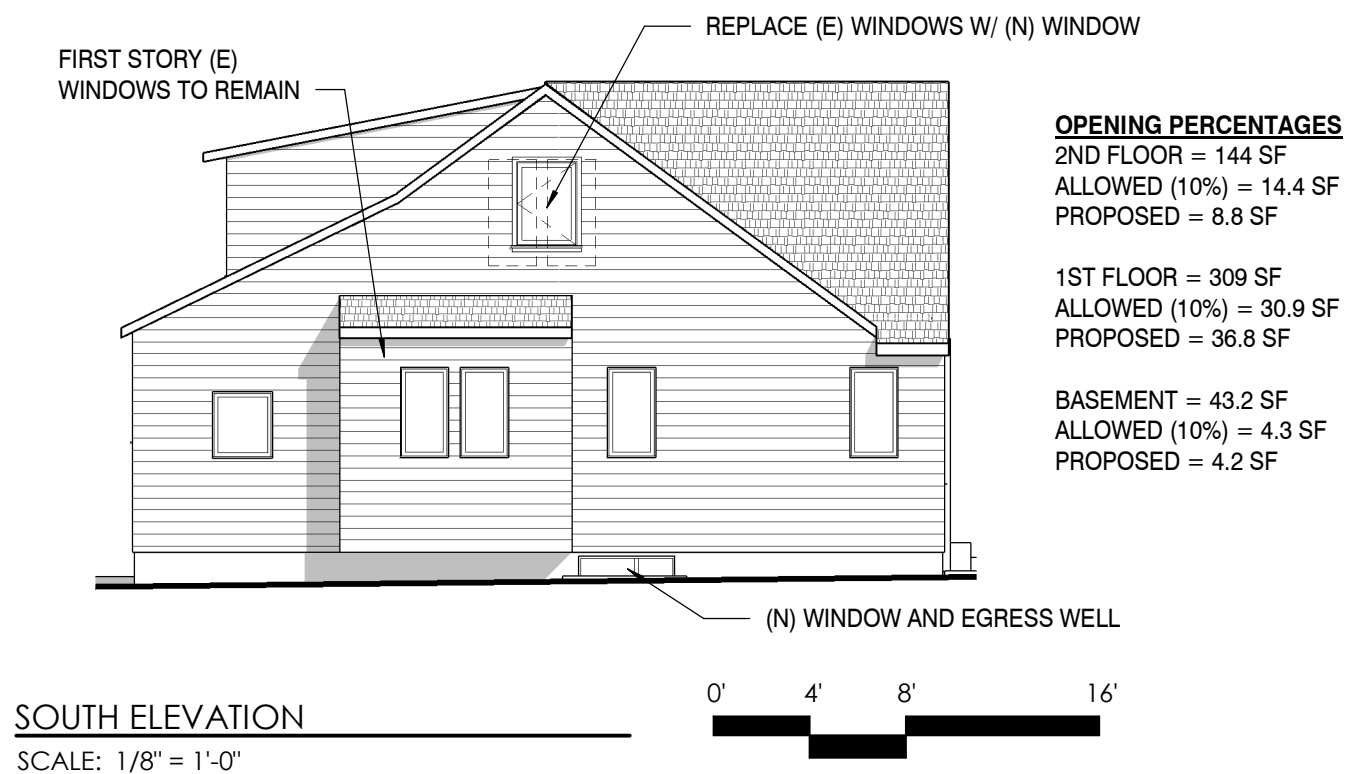 REPLACE (E) WINDOWS W/ (N) WINDOW
FIRST STORY (E)
WINDOWS TO REMAIN
OPENING PERCENTAGES
2ND FLOOR = 144 SF
ALLOWED (10%) = 14.4 SF
PROPOSED = 8.8 SF
1ST FLOOR = 309 SF
ALLOWED (10%) = 30.9 SF
PROPOSED = 36.8 SF
BASEMENT = 43.2 SF
ALLOWED (10%) = 4.3 SF
PROPOSED = 4.2 SF
(N) WINDOW AND EGRESS WELL
0' 4' 8' 16'
SOUTH ELEVATION
SCALE: 1/8" = 1'-0"